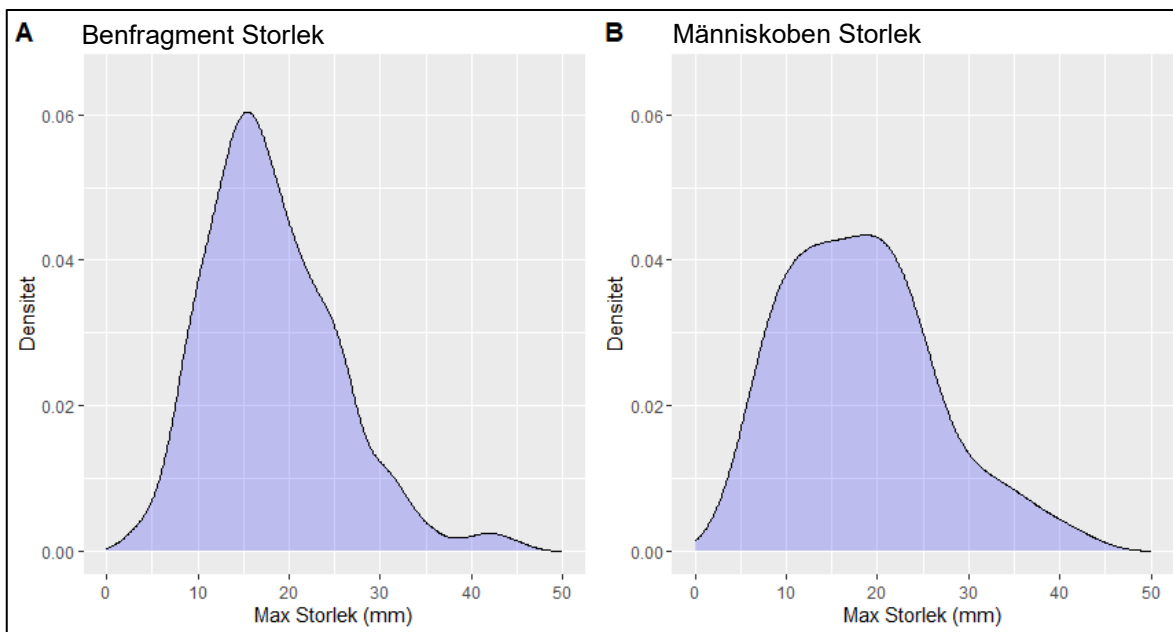 A Benfragment Storlek
0.06
0.04
0.02
0.00
Densitet
0 10 20 30 40 50
Max Storlek (mm)
B Människoben Storlek
0.06
0.04
0.02
0.00
Densitet
0 10 20 30 40 50
Max Storlek (mm)